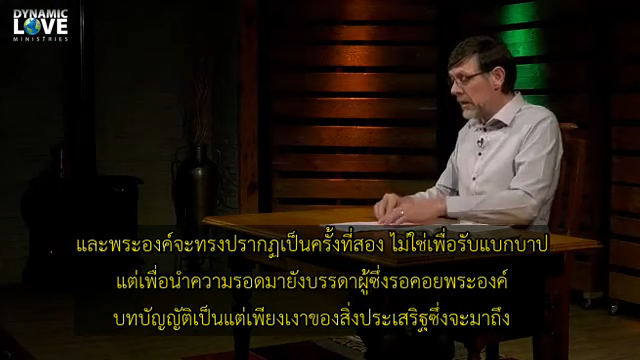 DYNAMIC
LOVE
MINISTRIES
และพระองค์จะทรงปรากฏเป็นครั้งที่สอง ไม่ใช่เพื่อรับแบกบาป
แต่เพื่อนำความรอดมายังบรรดาผู้ซึ่งรอคอยพระองค์
บทบัญญัติเป็นแต่เพียงเงาของสิ่งประเสริฐซึ่งจะมาถึง